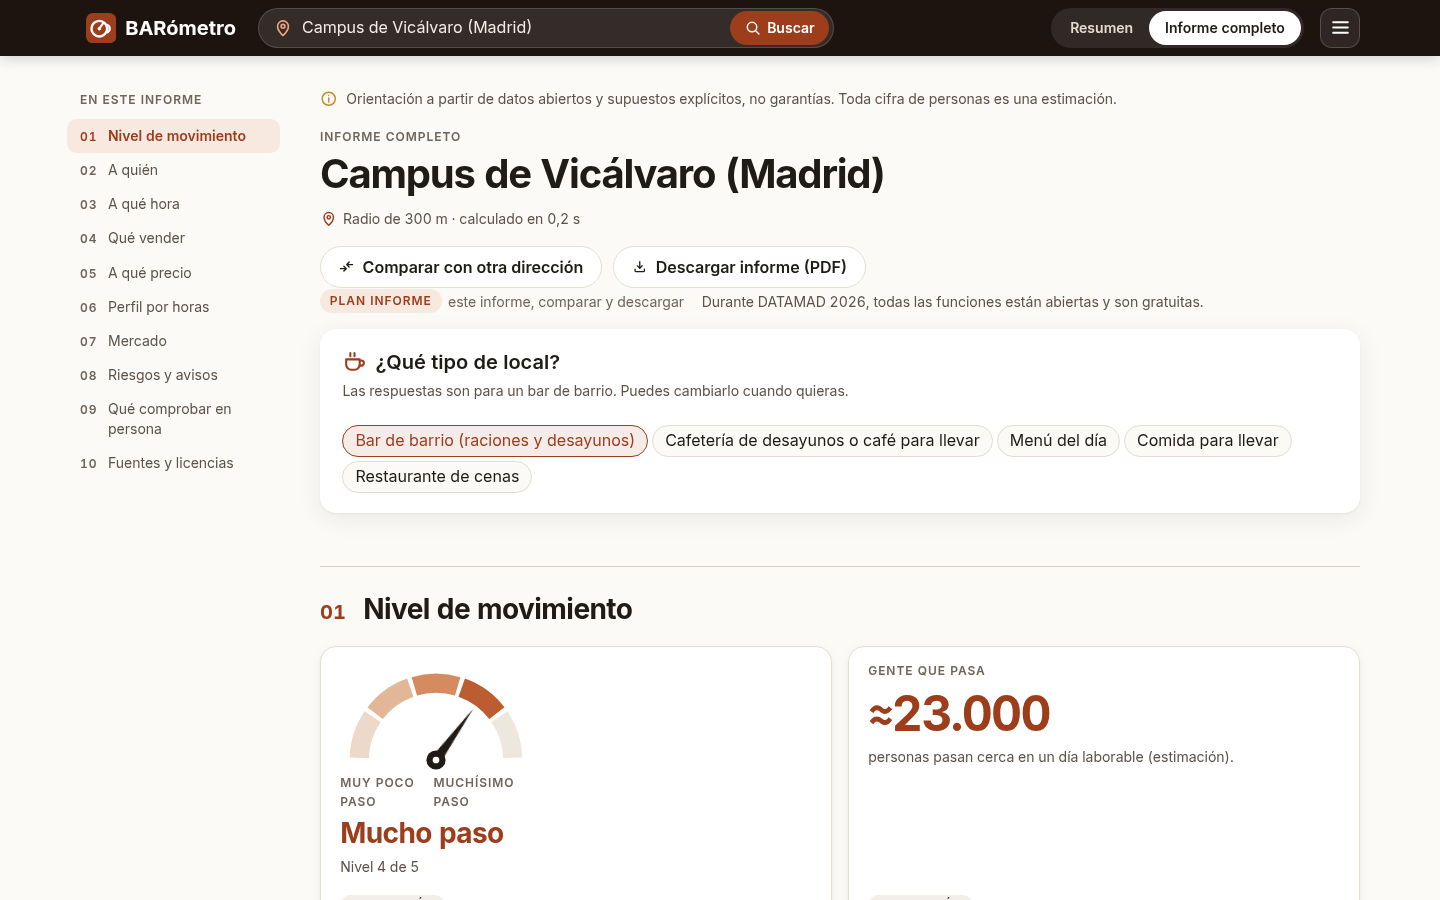 BARómetro
Campus de Vicálvaro (Madrid)
Buscar
Resumen
Informe completo
EN ESTE INFORME
01 Nivel de movimiento
02 A quién
03 A qué hora
04 Qué vender
05 A qué precio
06 Perfil por horas
07 Mercado
08 Riesgos y avisos
09 Qué comprobar en
persona
10 Fuentes y licencias
Orientación a partir de datos abiertos y supuestos explícitos, no garantías. Toda cifra de personas es una estimación.
INFORME COMPLETO
Campus de Vicálvaro (Madrid)
Radio de 300 m · calculado en 0,2 s
Comparar con otra dirección
Descargar informe (PDF)
PLAN INFORME este informe, comparar y descargar Durante DATAMAD 2026, todas las funciones están abiertas y son gratuitas.
¿Qué tipo de local?
Las respuestas son para un bar de barrio. Puedes cambiarlo cuando quieras.
Bar de barrio (raciones y desayunos)
Cafetería de desayunos o café para llevar
Menú del día
Comida para llevar
Restaurante de cenas
01 Nivel de movimiento
MUY POCO
PASO
MUCHÍSIMO
PASO
Mucho paso
Nivel 4 de 5
GENTE QUE PASA
≈23.000
personas pasan cerca en un día laborable (estimación).